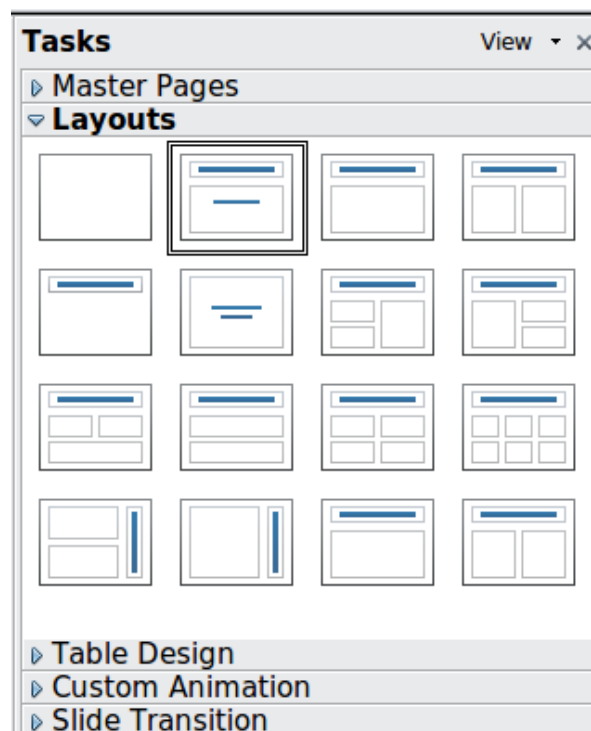 Tasks View
Master Pages
Layouts
Table Design
Custom Animation
Slide Transition